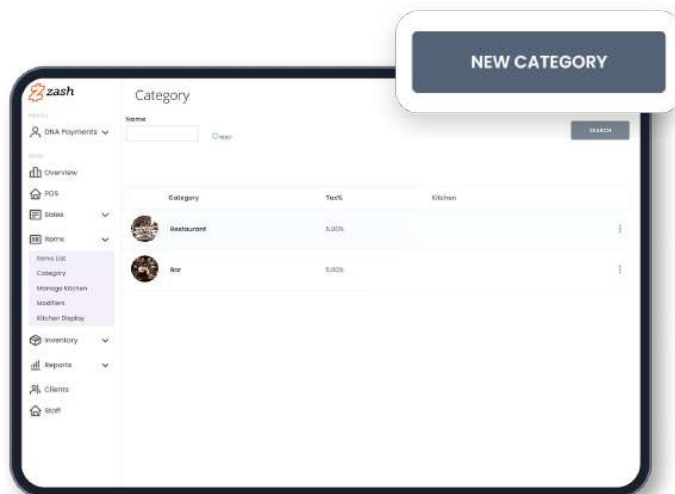 NEW CATEGORY
zash
Category
Name
DNA Payments
SEARCH
Overview
POS
Category
Tax%
Kitchen
Sales
Restaurant
5.00%
Items
Items List
Category
Bar
5.00%
Manage Kitchen
Modifiers
Kitchen Display
Inventory
Reports
Clients
Staff